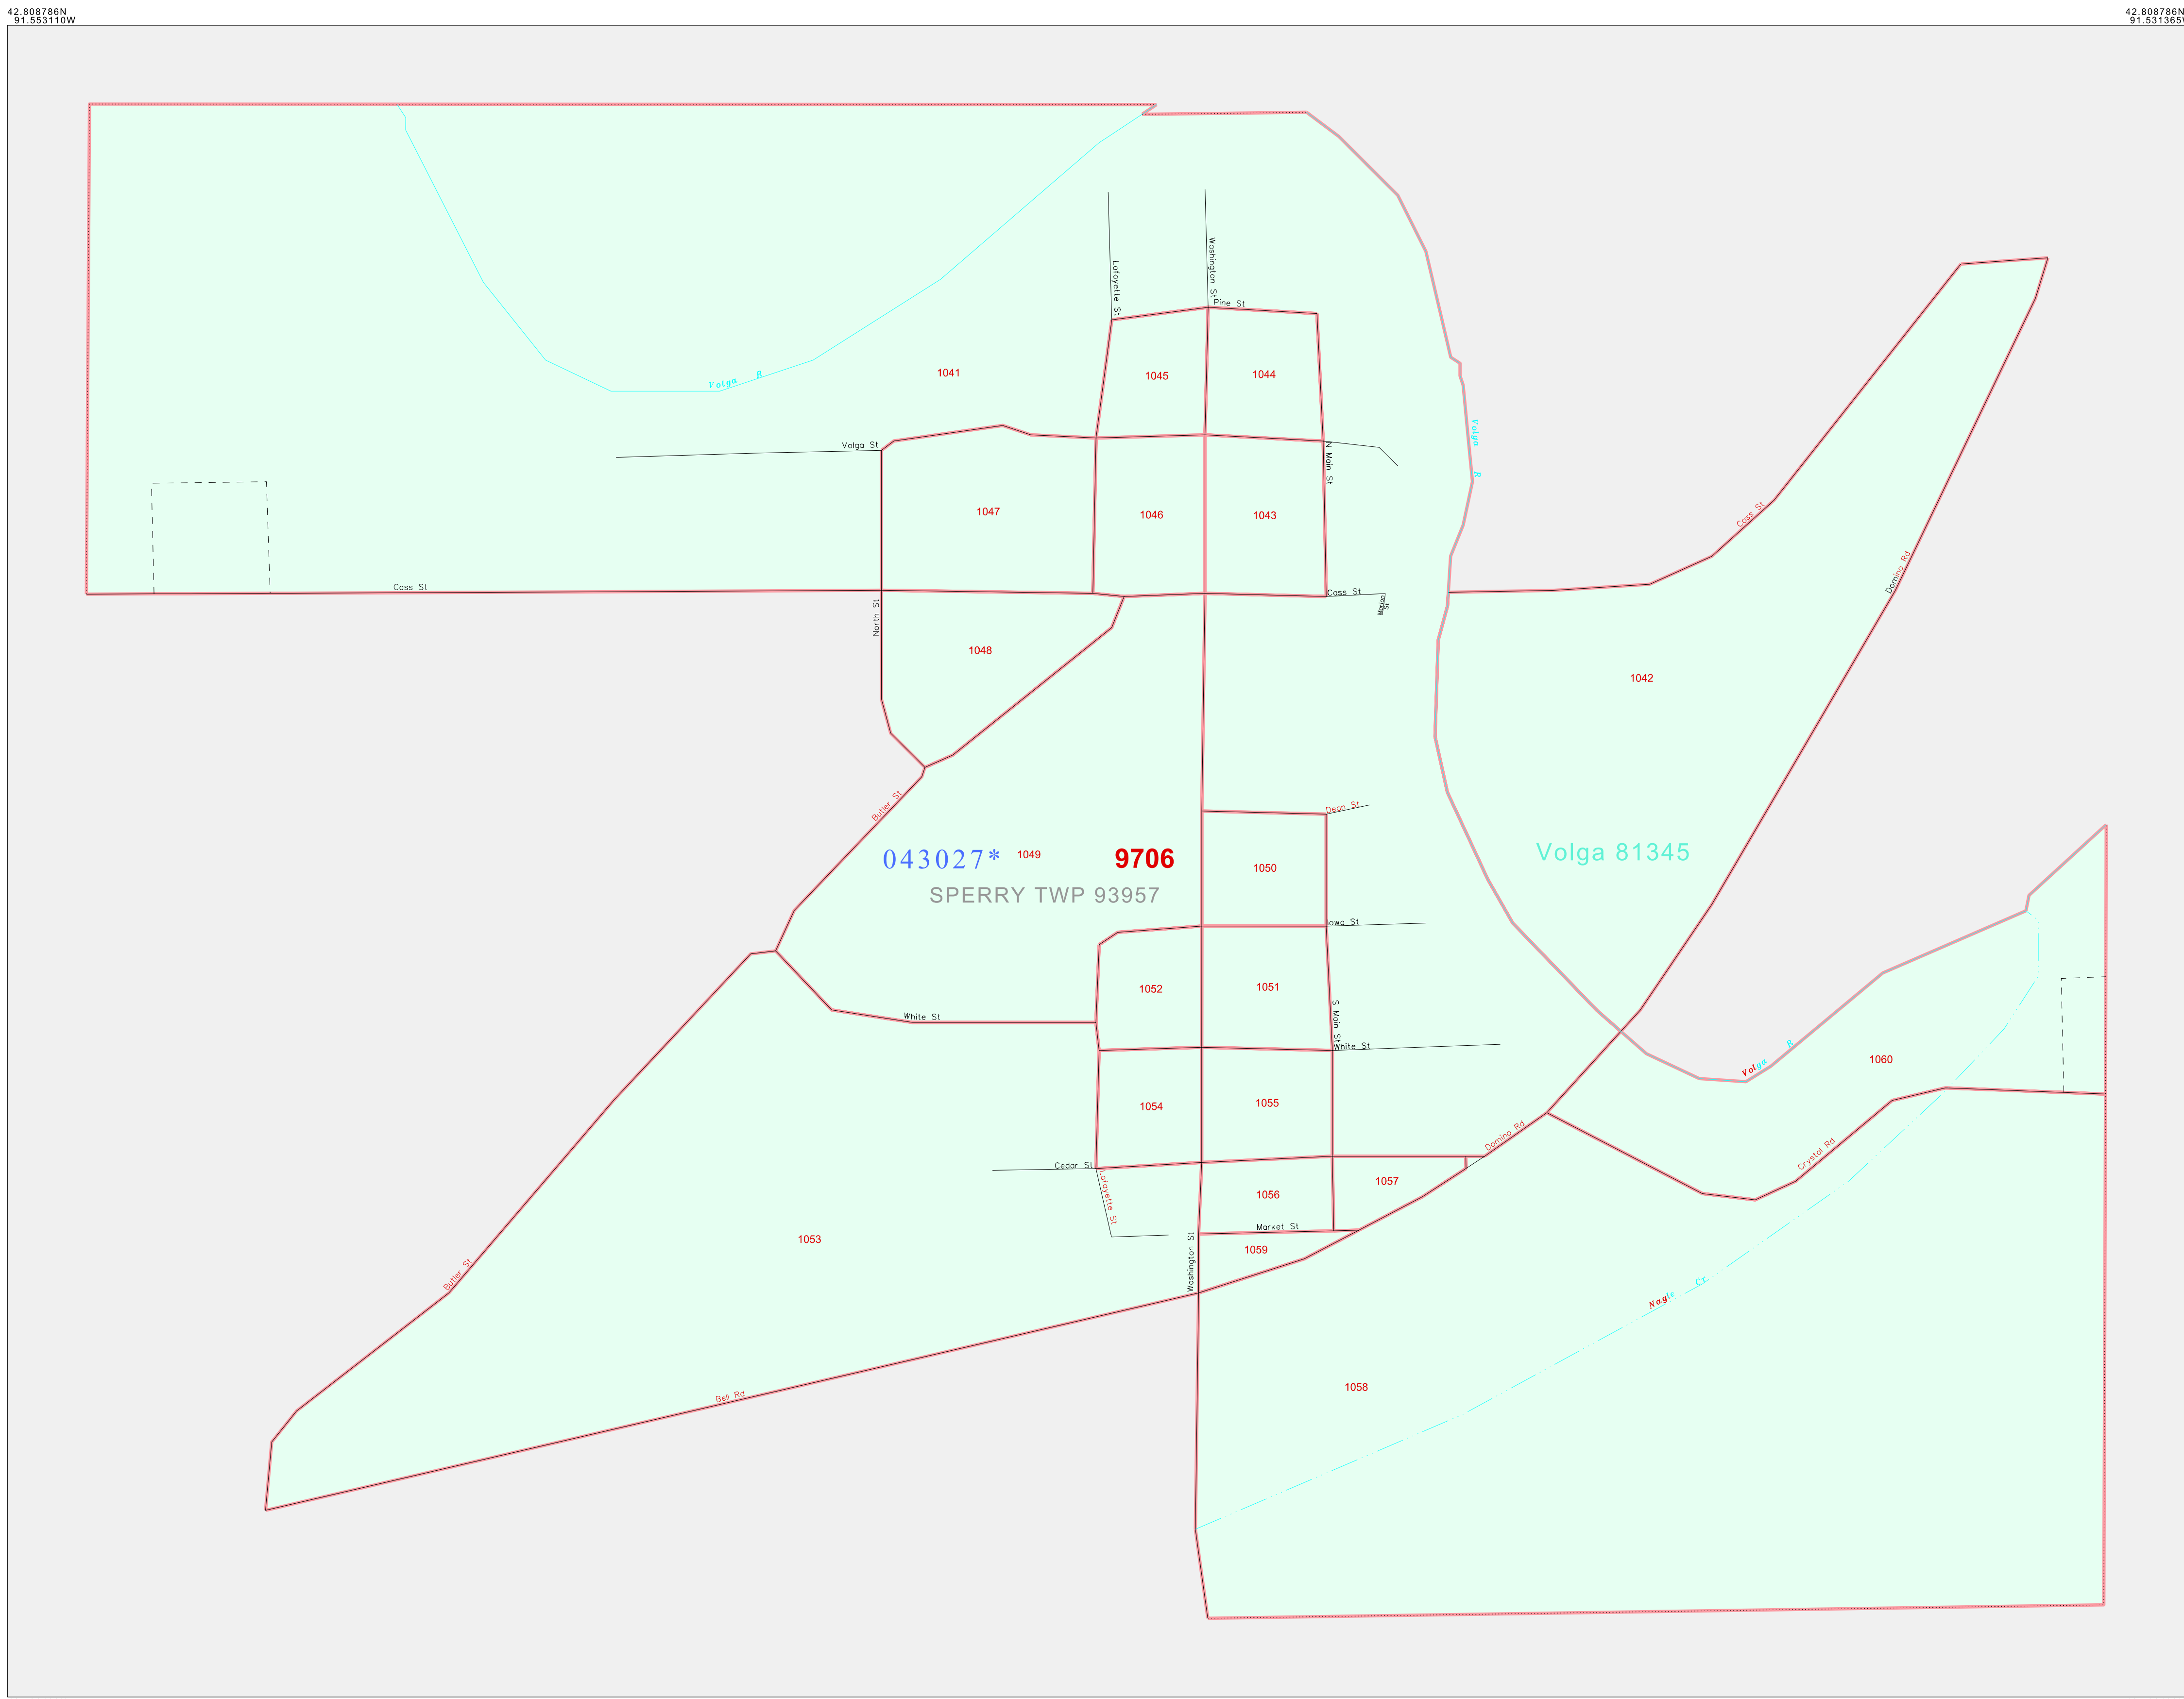 42.808786N
91.553110W
42.808786N
91.531365W
Washington St
Lafayette St
Pine St
1041
1045
1044
Volga R
Volga St
N Main St
Volga R
Cass St
1047
1046
1043
Domino Rd
Cass St
Cass St
Marion St
North St
1048
1042
Butler St
Dean St
043027*
1049
9706
Volga 81345
1050
SPERRY TWP 93957
Iowa St
1052
1051
White St
S Main St
White St
Volga R
1060
1054
1055
Domino Rd
Crystal Rd
Cedar St
Lafayette St
1056
1057
Market St
1053
1059
Washington St
Butler St
Nagle Cr
Bell Rd
1058